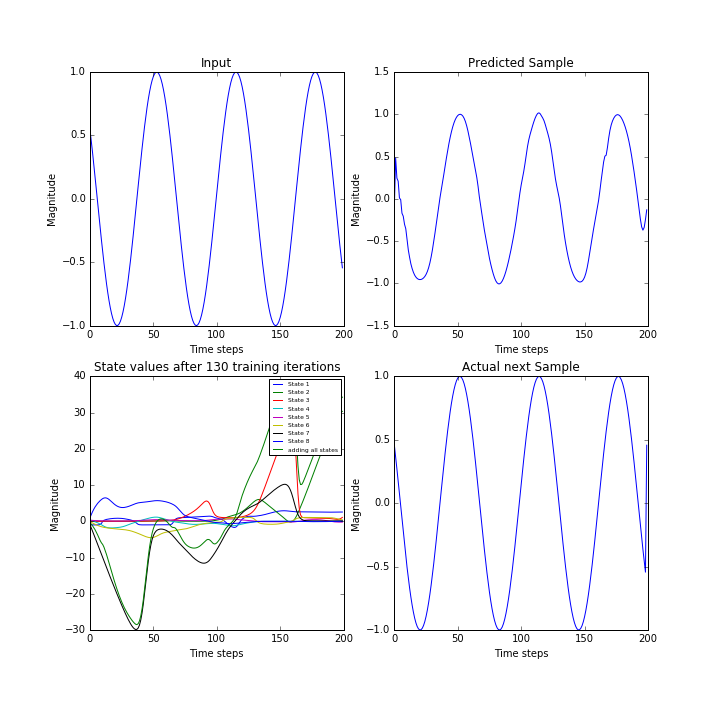 Input
1.0
0.5
0.0
−0.5
−1.0
Magnitude
0 50 100 150 200
Time steps
Predicted Sample
1.5
1.0
0.5
0.0
−0.5
−1.0
−1.5
Magnitude
0 50 100 150 200
Time steps
State values after 130 training iterations
40
30
20
10
0
−10
−20
−30
Magnitude
0 50 100 150 200
Time steps
State 1
State 2
State 3
State 4
State 5
State 6
State 7
State 8
adding all states
Actual next Sample
1.0
0.5
0.0
−0.5
−1.0
Magnitude
0 50 100 150 200
Time steps